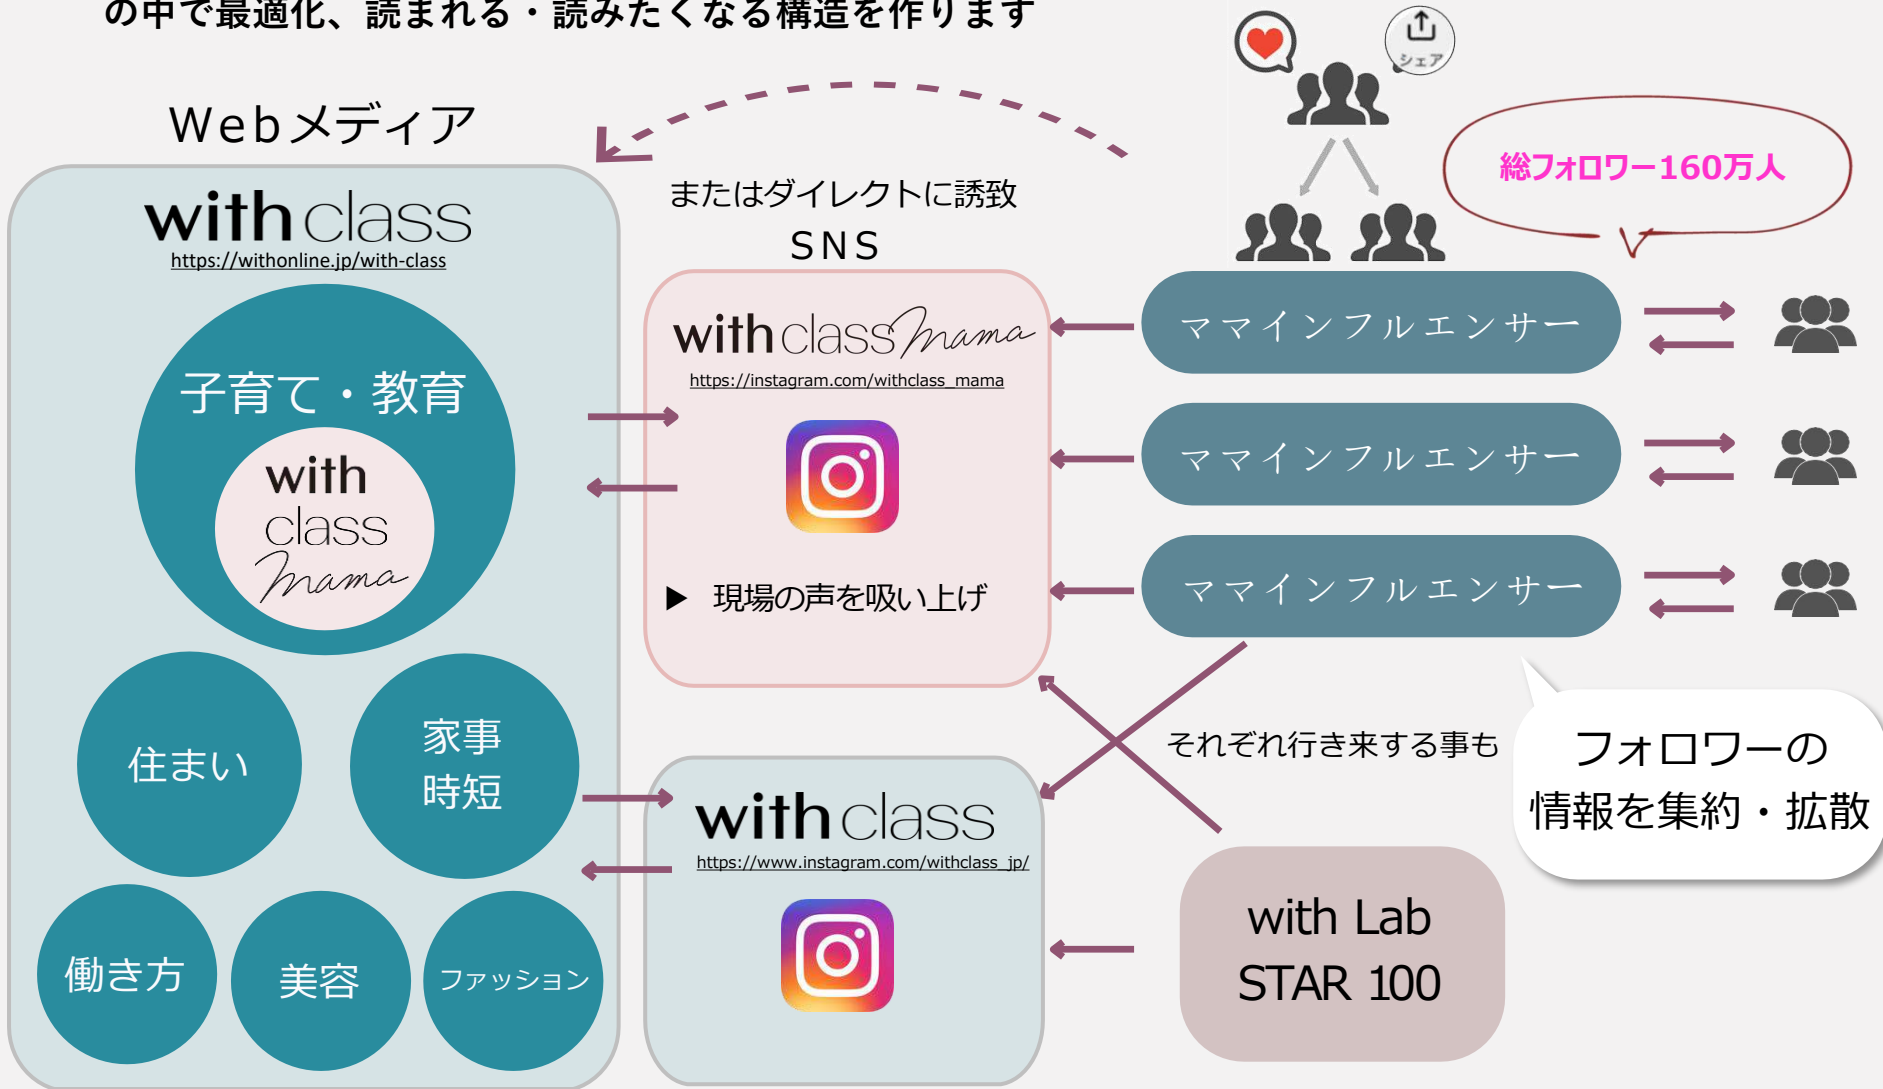 の中で最適化、読まれる・読みたくなる構造を作ります
シェア
Webメディア
総フォロワー160万人
またはダイレクトに誘致
SNS
with class
https://withonline.jp/with-class
子育て・教育
with
class
mama
住まい
家事
時短
働き方
美容
ファッション
with class mama
https://instagram.com/withclass_mama
▶ 現場の声を吸い上げ
with class
https://www.instagram.com/withclass_jp/
ママインフルエンサー
ママインフルエンサー
ママインフルエンサー
それぞれ行き来する事も
フォロワーの
情報を集約・拡散
with Lab
STAR 100